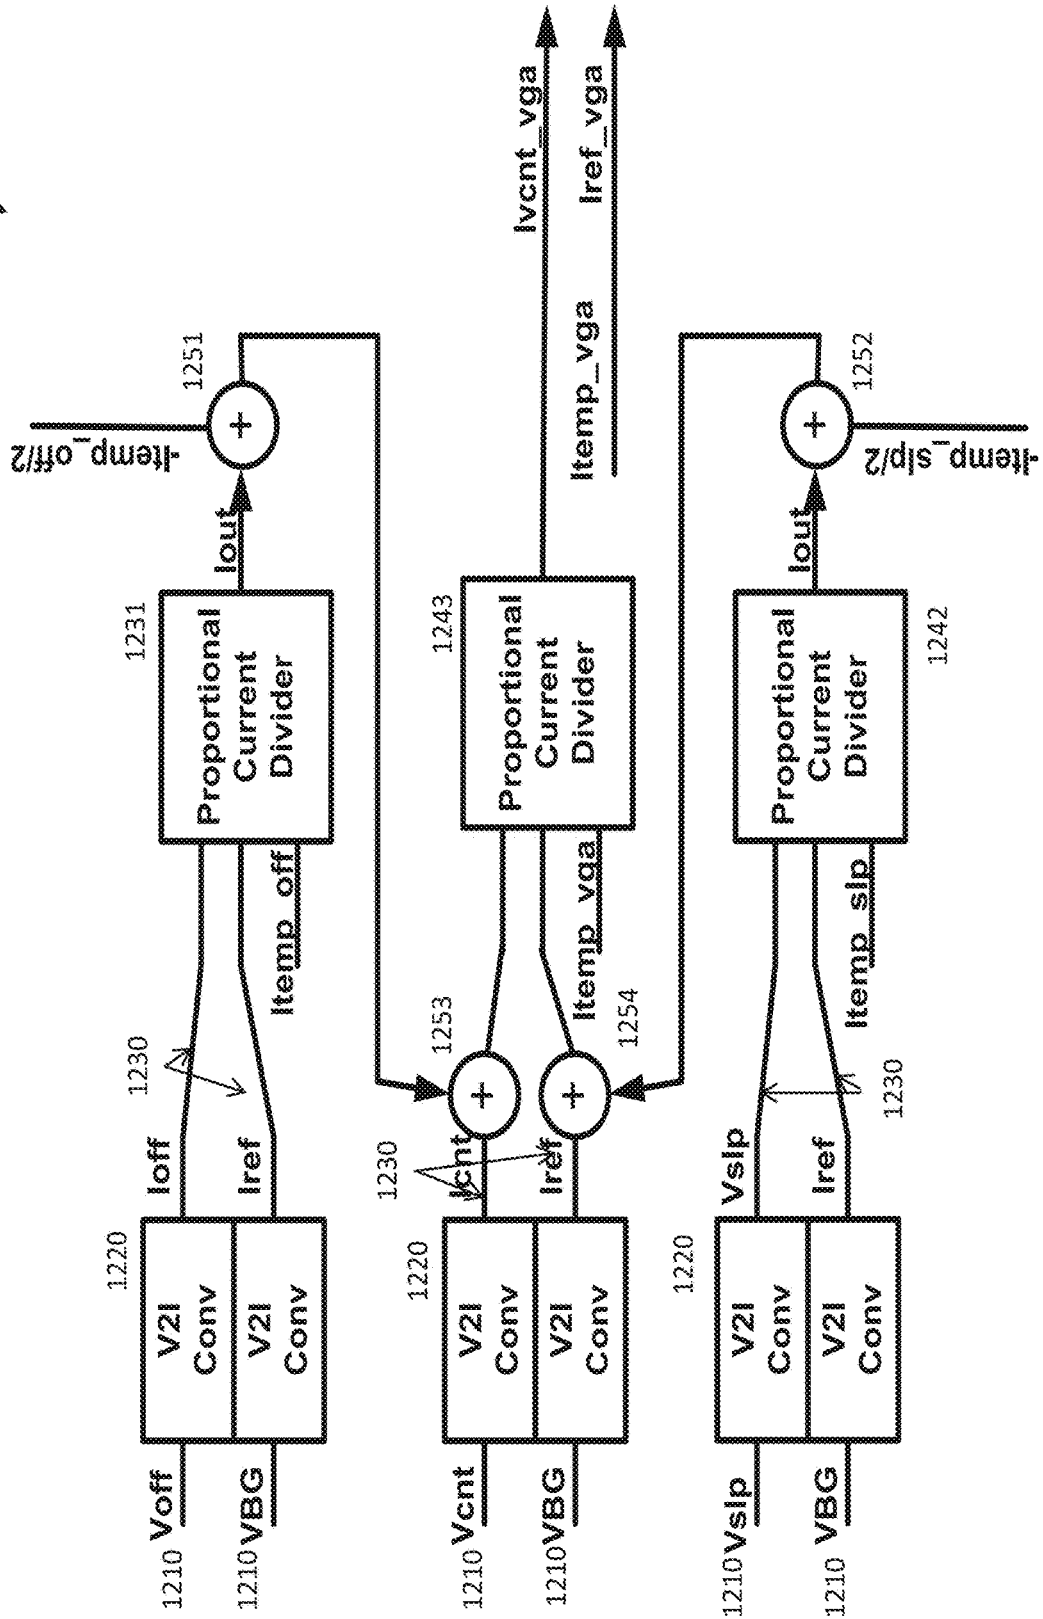 Voff
1210
V2I
Conv
1220
Ioff
1230
VBG
1210
V2I
Conv
Iref
Itemp_off
Proportional
Current
Divider
1231
Iout
-Itemp_off/2
+
1251
Vcnt
1210
V2I
Conv
1220
Icnt
1230
VBG
1210
V2I
Conv
Iref
+
1253
+
1254
Itemp_vga
Proportional
Current
Divider
1243
Ivcnt_vga
Itemp_vga
Iref_vga
Vslp
1210
V2I
Conv
1220
Vslp
VBG
1210
V2I
Conv
Iref
1230
Itemp_slp
Proportional
Current
Divider
1242
Iout
+
1252
-Itemp_slp/2